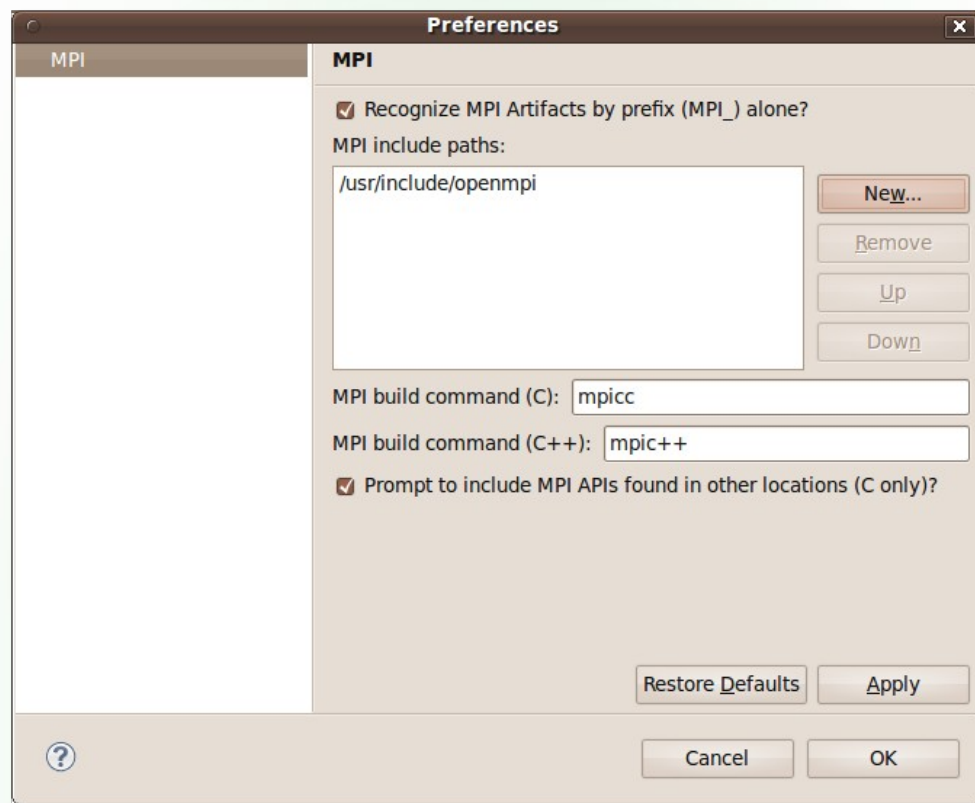 Preferences
MPI
MPI
Recognize MPI Artifacts by prefix (MPI_) alone?
MPI include paths:
/usr/include/openmpi
New...
Remove
Up
Down
MPI build command (C): mpicc
MPI build command (C++): mpic++
Prompt to include MPI APIs found in other locations (C only)?
Restore Defaults Apply
? Cancel OK